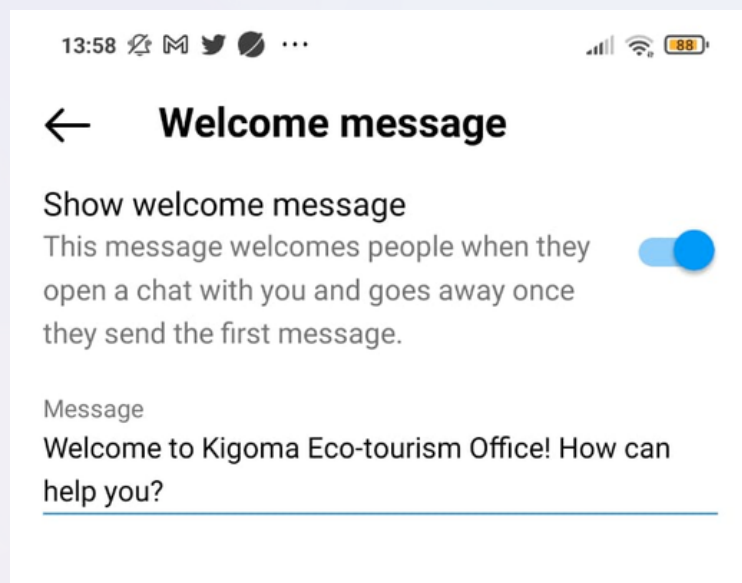 13:58 ...
88
Welcome message
Show welcome message
This message welcomes people when they
open a chat with you and goes away once
they send the first message.
Message
Welcome to Kigoma Eco-tourism Office! How can
help you?